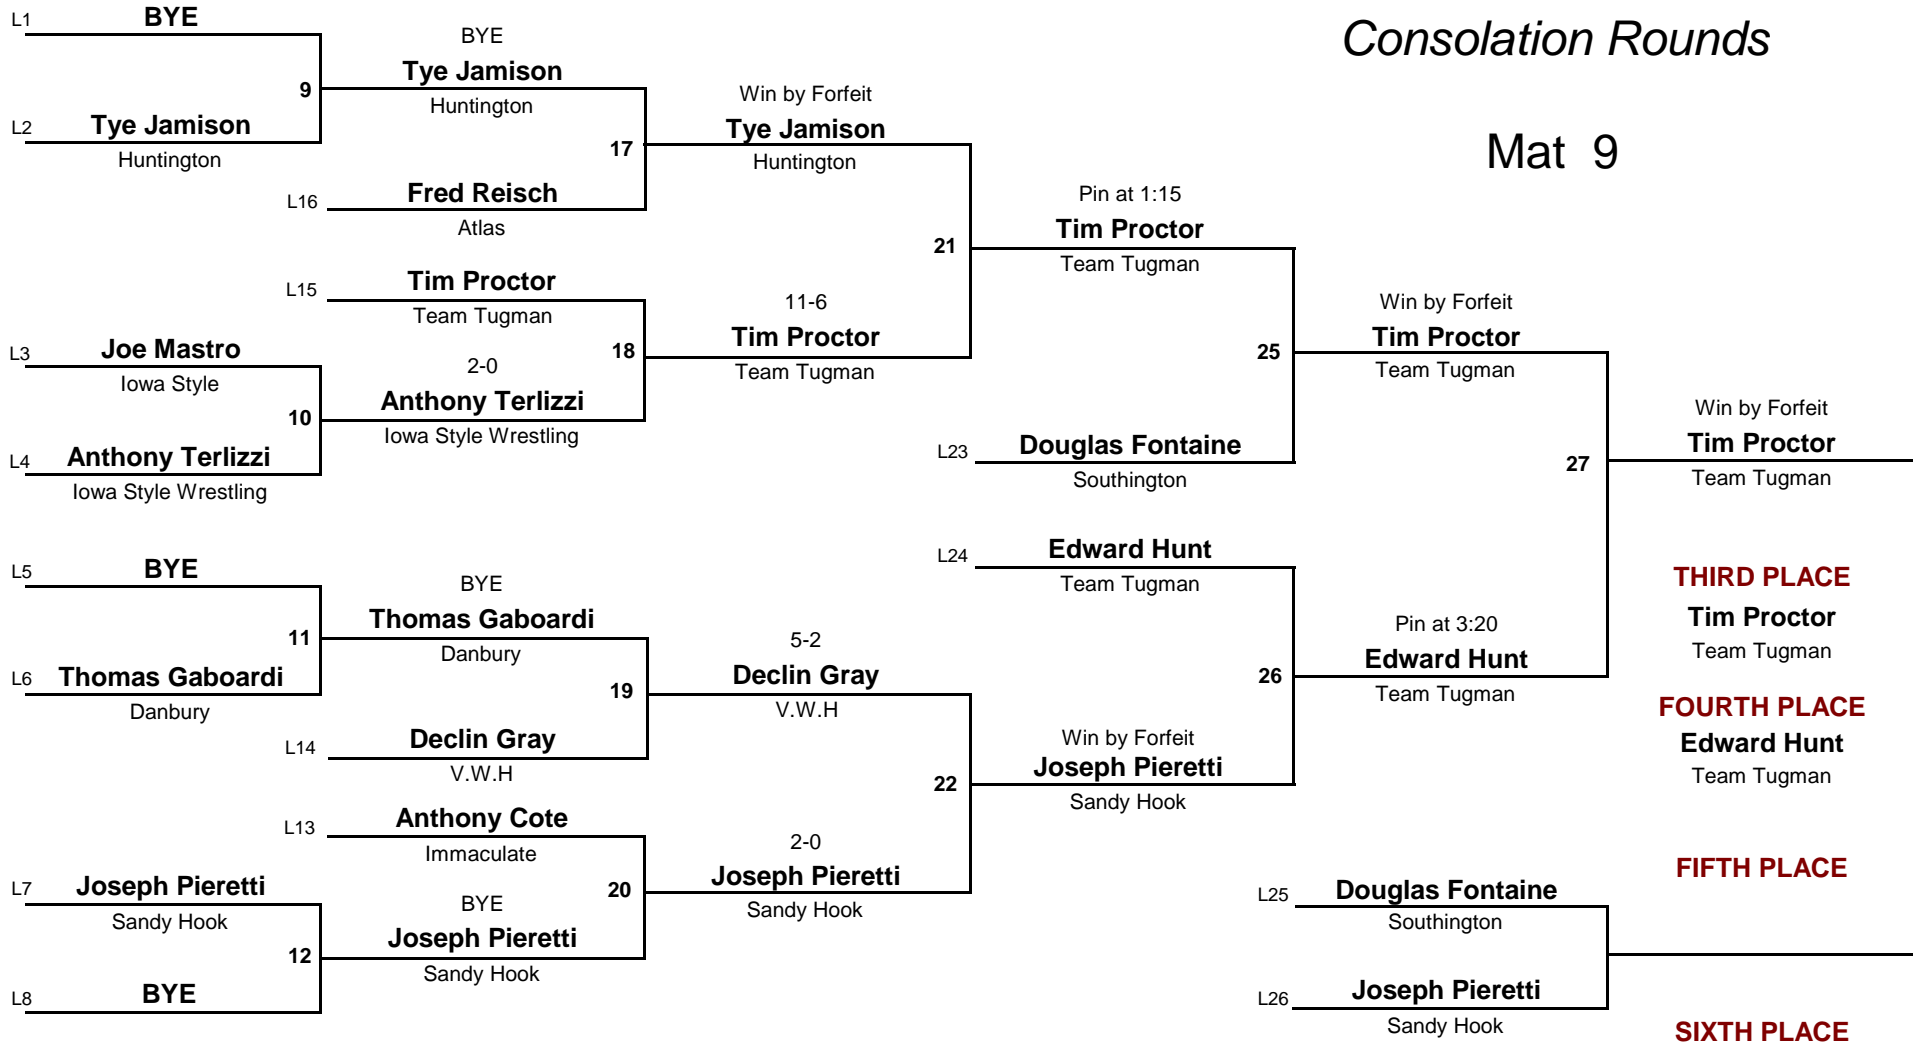 Consolation Rounds
Mat 9
L1 BYE
9
L2 Tye Jamison
Huntington
BYE
Tye Jamison
Huntington
17
L16 Fred Reisch
Atlas
Win by Forfeit
Tye Jamison
Huntington
L15 Tim Proctor
Team Tugman
18
L3 Joe Mastro
Iowa Style
10
L4 Anthony Terlizzi
Iowa Style Wrestling
2-0
Anthony Terlizzi
Iowa Style Wrestling
11-6
Tim Proctor
Team Tugman
21
Pin at 1:15
Tim Proctor
Team Tugman
25
L23 Douglas Fontaine
Southington
Win by Forfeit
Tim Proctor
Team Tugman
27
Win by Forfeit
Tim Proctor
Team Tugman
L5 BYE
11
L6 Thomas Gaboardi
Danbury
BYE
Thomas Gaboardi
Danbury
19
L14 Declin Gray
V.W.H
5-2
Declin Gray
V.W.H
22
L13 Anthony Cote
Immaculate
20
L7 Joseph Pieretti
Sandy Hook
12
L8 BYE
BYE
Joseph Pieretti
Sandy Hook
2-0
Joseph Pieretti
Sandy Hook
L24 Edward Hunt
Team Tugman
26
Win by Forfeit
Joseph Pieretti
Sandy Hook
Pin at 3:20
Edward Hunt
Team Tugman
THIRD PLACE
Tim Proctor
Team Tugman
FOURTH PLACE
Edward Hunt
Team Tugman
FIFTH PLACE
L25 Douglas Fontaine
Southington
L26 Joseph Pieretti
Sandy Hook
SIXTH PLACE